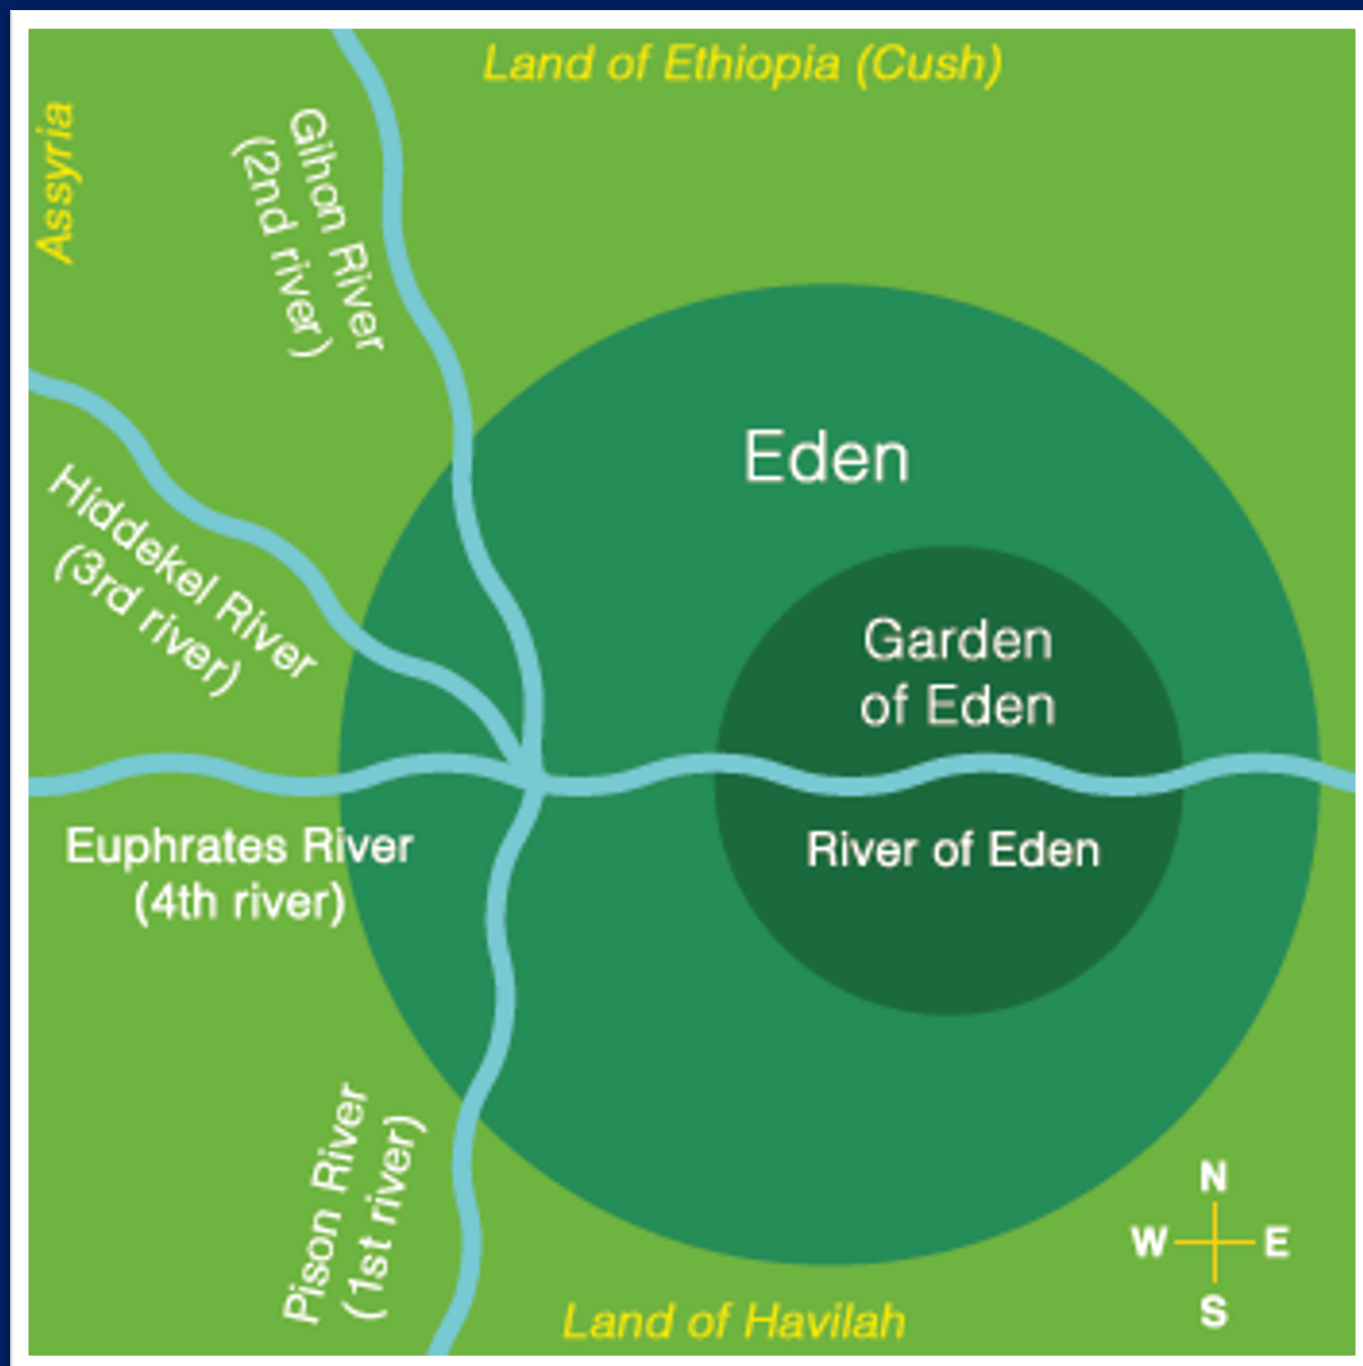 Land of Ethiopia (Cush)
Assyria
Gihon River
(2nd river)
Eden
Hiddekel River
(3rd river)
Garden
of Eden
River of Eden
Euphrates River
(4th river)
Pison River
(1st river)
N
W E
S
Land of Havilah